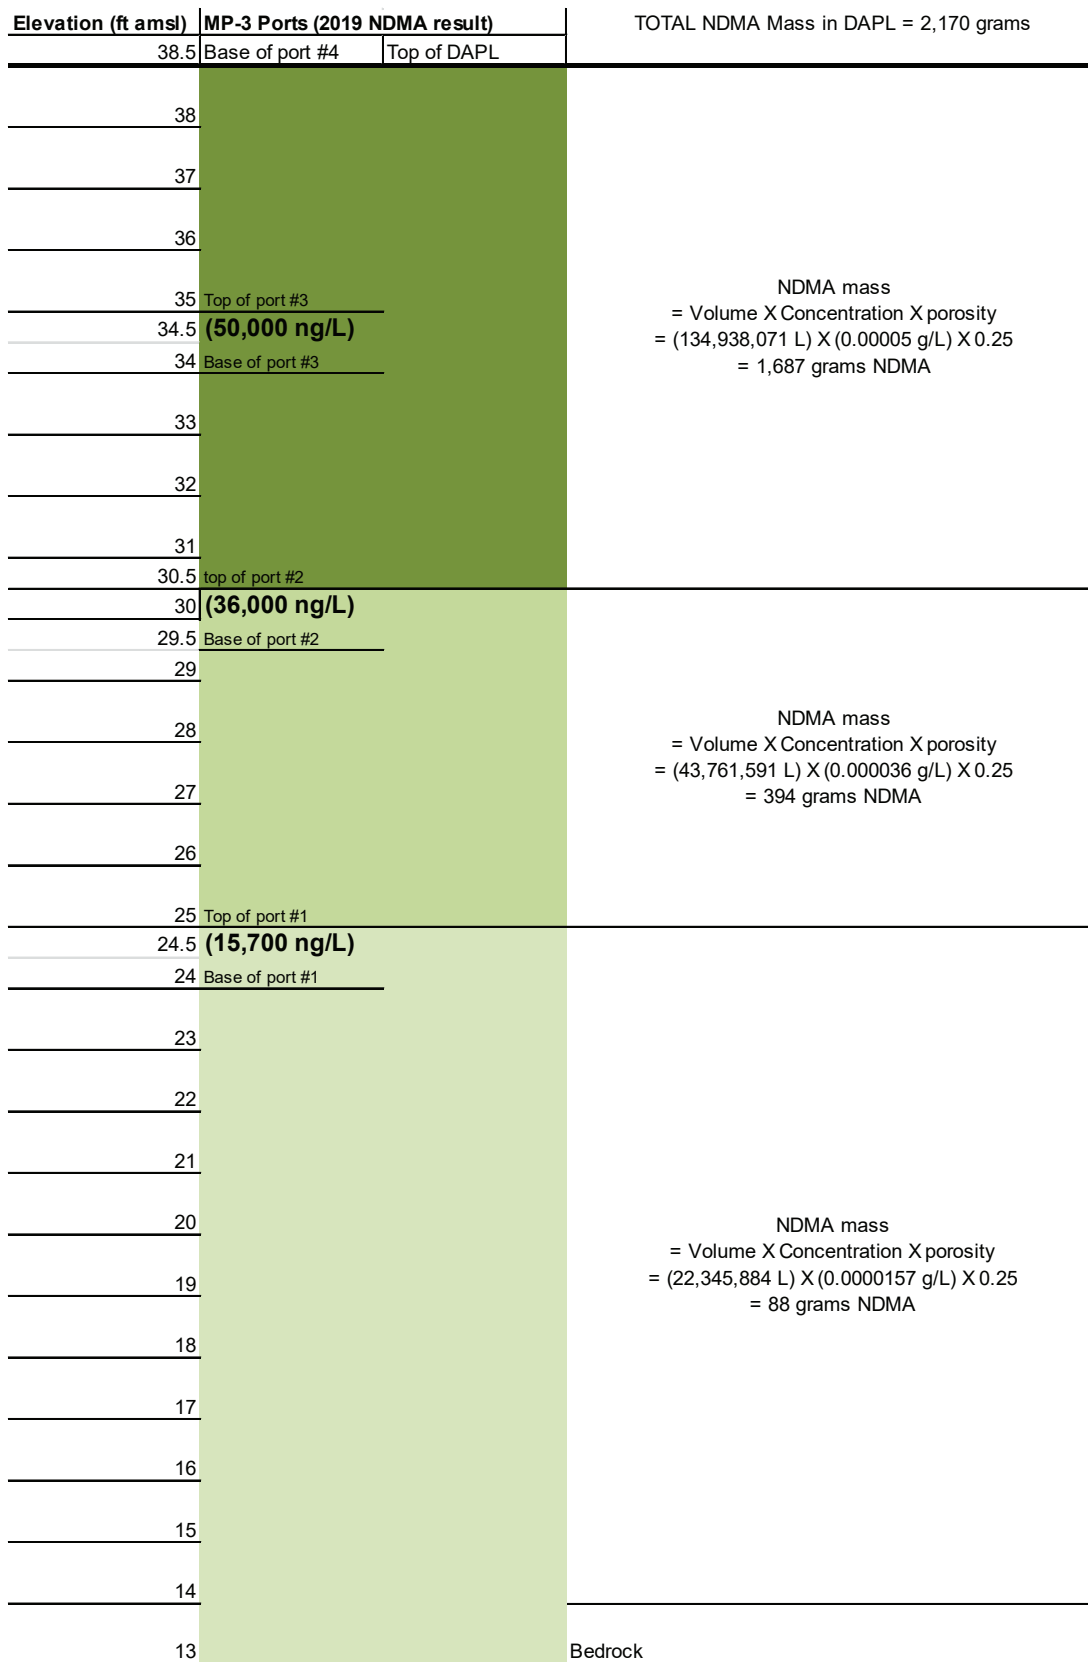 Elevation (ft amsl) MP-3 Ports (2019 NDMA result) TOTAL NDMA Mass in DAPL = 2,170 grams
38.5 Base of port #4 Top of DAPL
38
37
36
35 Top of port #3
34.5 (50,000 ng/L)
34 Base of port #3
33
32
31
30.5 top of port #2
NDMA mass
= Volume X Concentration X porosity
= (134,938,071 L) X (0.00005 g/L) X 0.25
= 1,687 grams NDMA
30 (36,000 ng/L)
29.5 Base of port #2
29
28
27
26
25 Top of port #1
NDMA mass
= Volume X Concentration X porosity
= (43,761,591 L) X (0.000036 g/L) X 0.25
= 394 grams NDMA
24.5 (15,700 ng/L)
24 Base of port #1
23
22
21
20
19
18
17
16
15
14
NDMA mass
= Volume X Concentration X porosity
= (22,345,884 L) X (0.0000157 g/L) X 0.25
= 88 grams NDMA
13 Bedrock